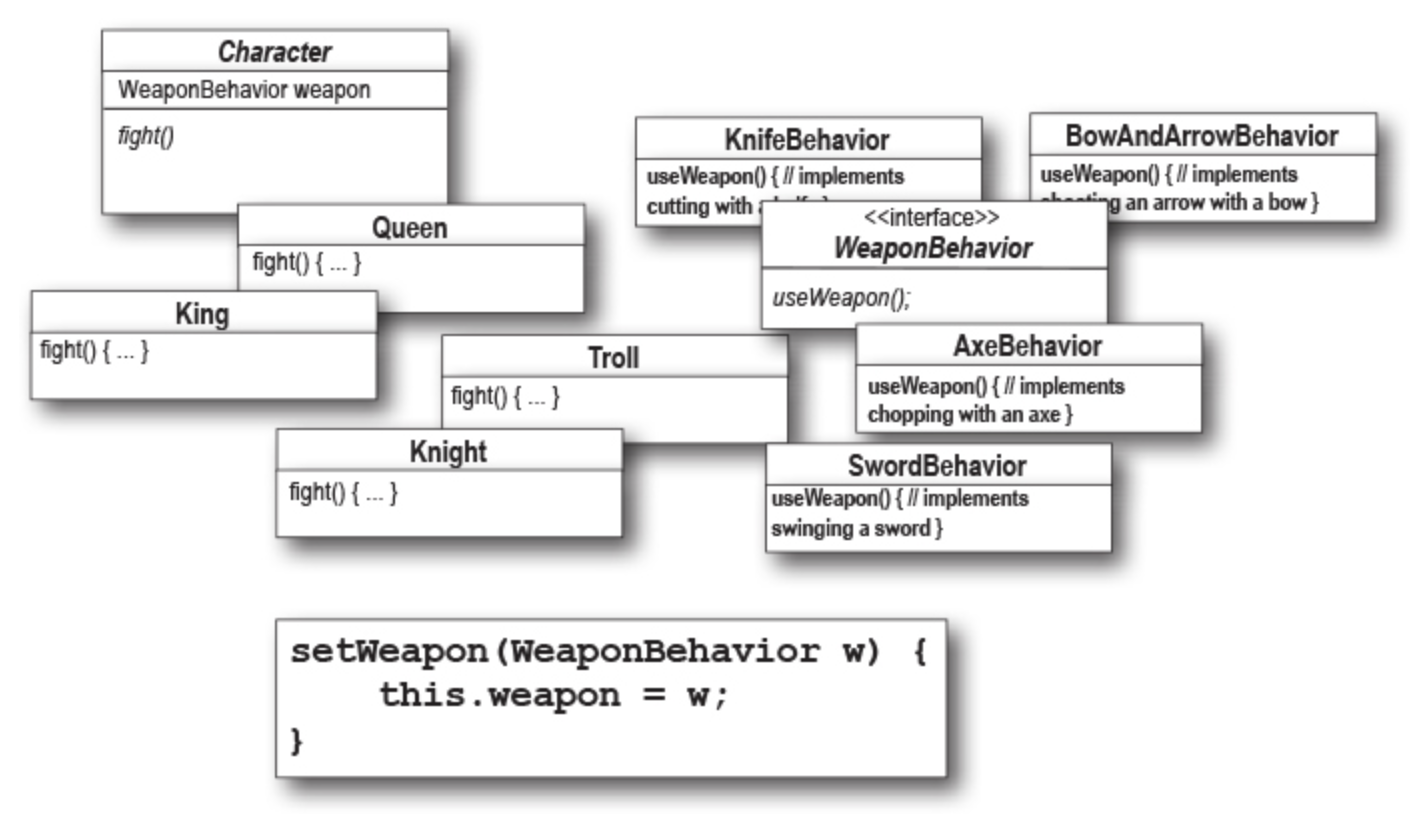 Character
WeaponBehavior weapon
fight()
Queen
fight() { ... }
King
fight() { ... }
Troll
fight() { ... }
Knight
fight() { ... }
KnifeBehavior
useWeapon() { // implements
cutting with a
BowAndArrowBehavior
useWeapon() { // implements
shooting an arrow with a bow }
<<interface>>
WeaponBehavior
useWeapon();
AxeBehavior
useWeapon() { // implements
chopping with an axe }
SwordBehavior
useWeapon() { // implements
swinging a sword }
setWeapon(WeaponBehavior w) {
this.weapon = w;
}